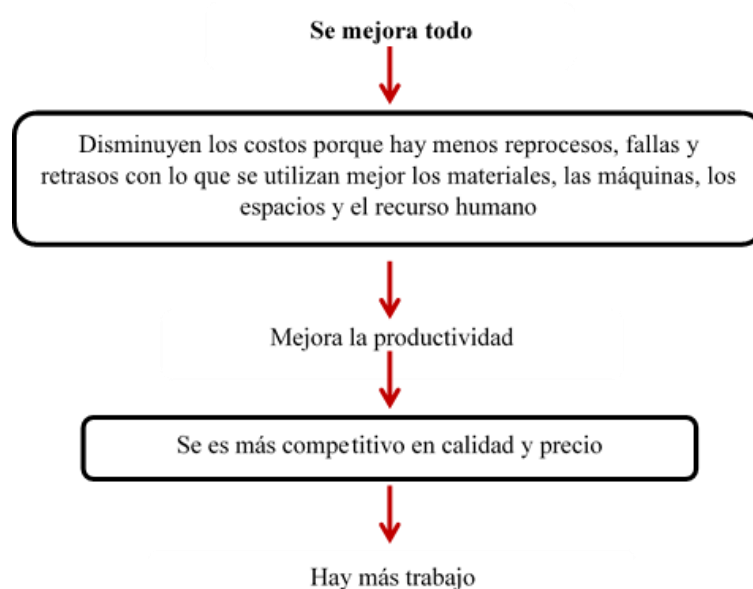 Se mejora todo
Disminuyen los costos porque hay menos reprocesos, fallas y
retrasos con lo que se utilizan mejor los materiales, las máquinas, los
espacios y el recurso humano
Mejora la productividad
Se es más competitivo en calidad y precio
Hay más trabajo